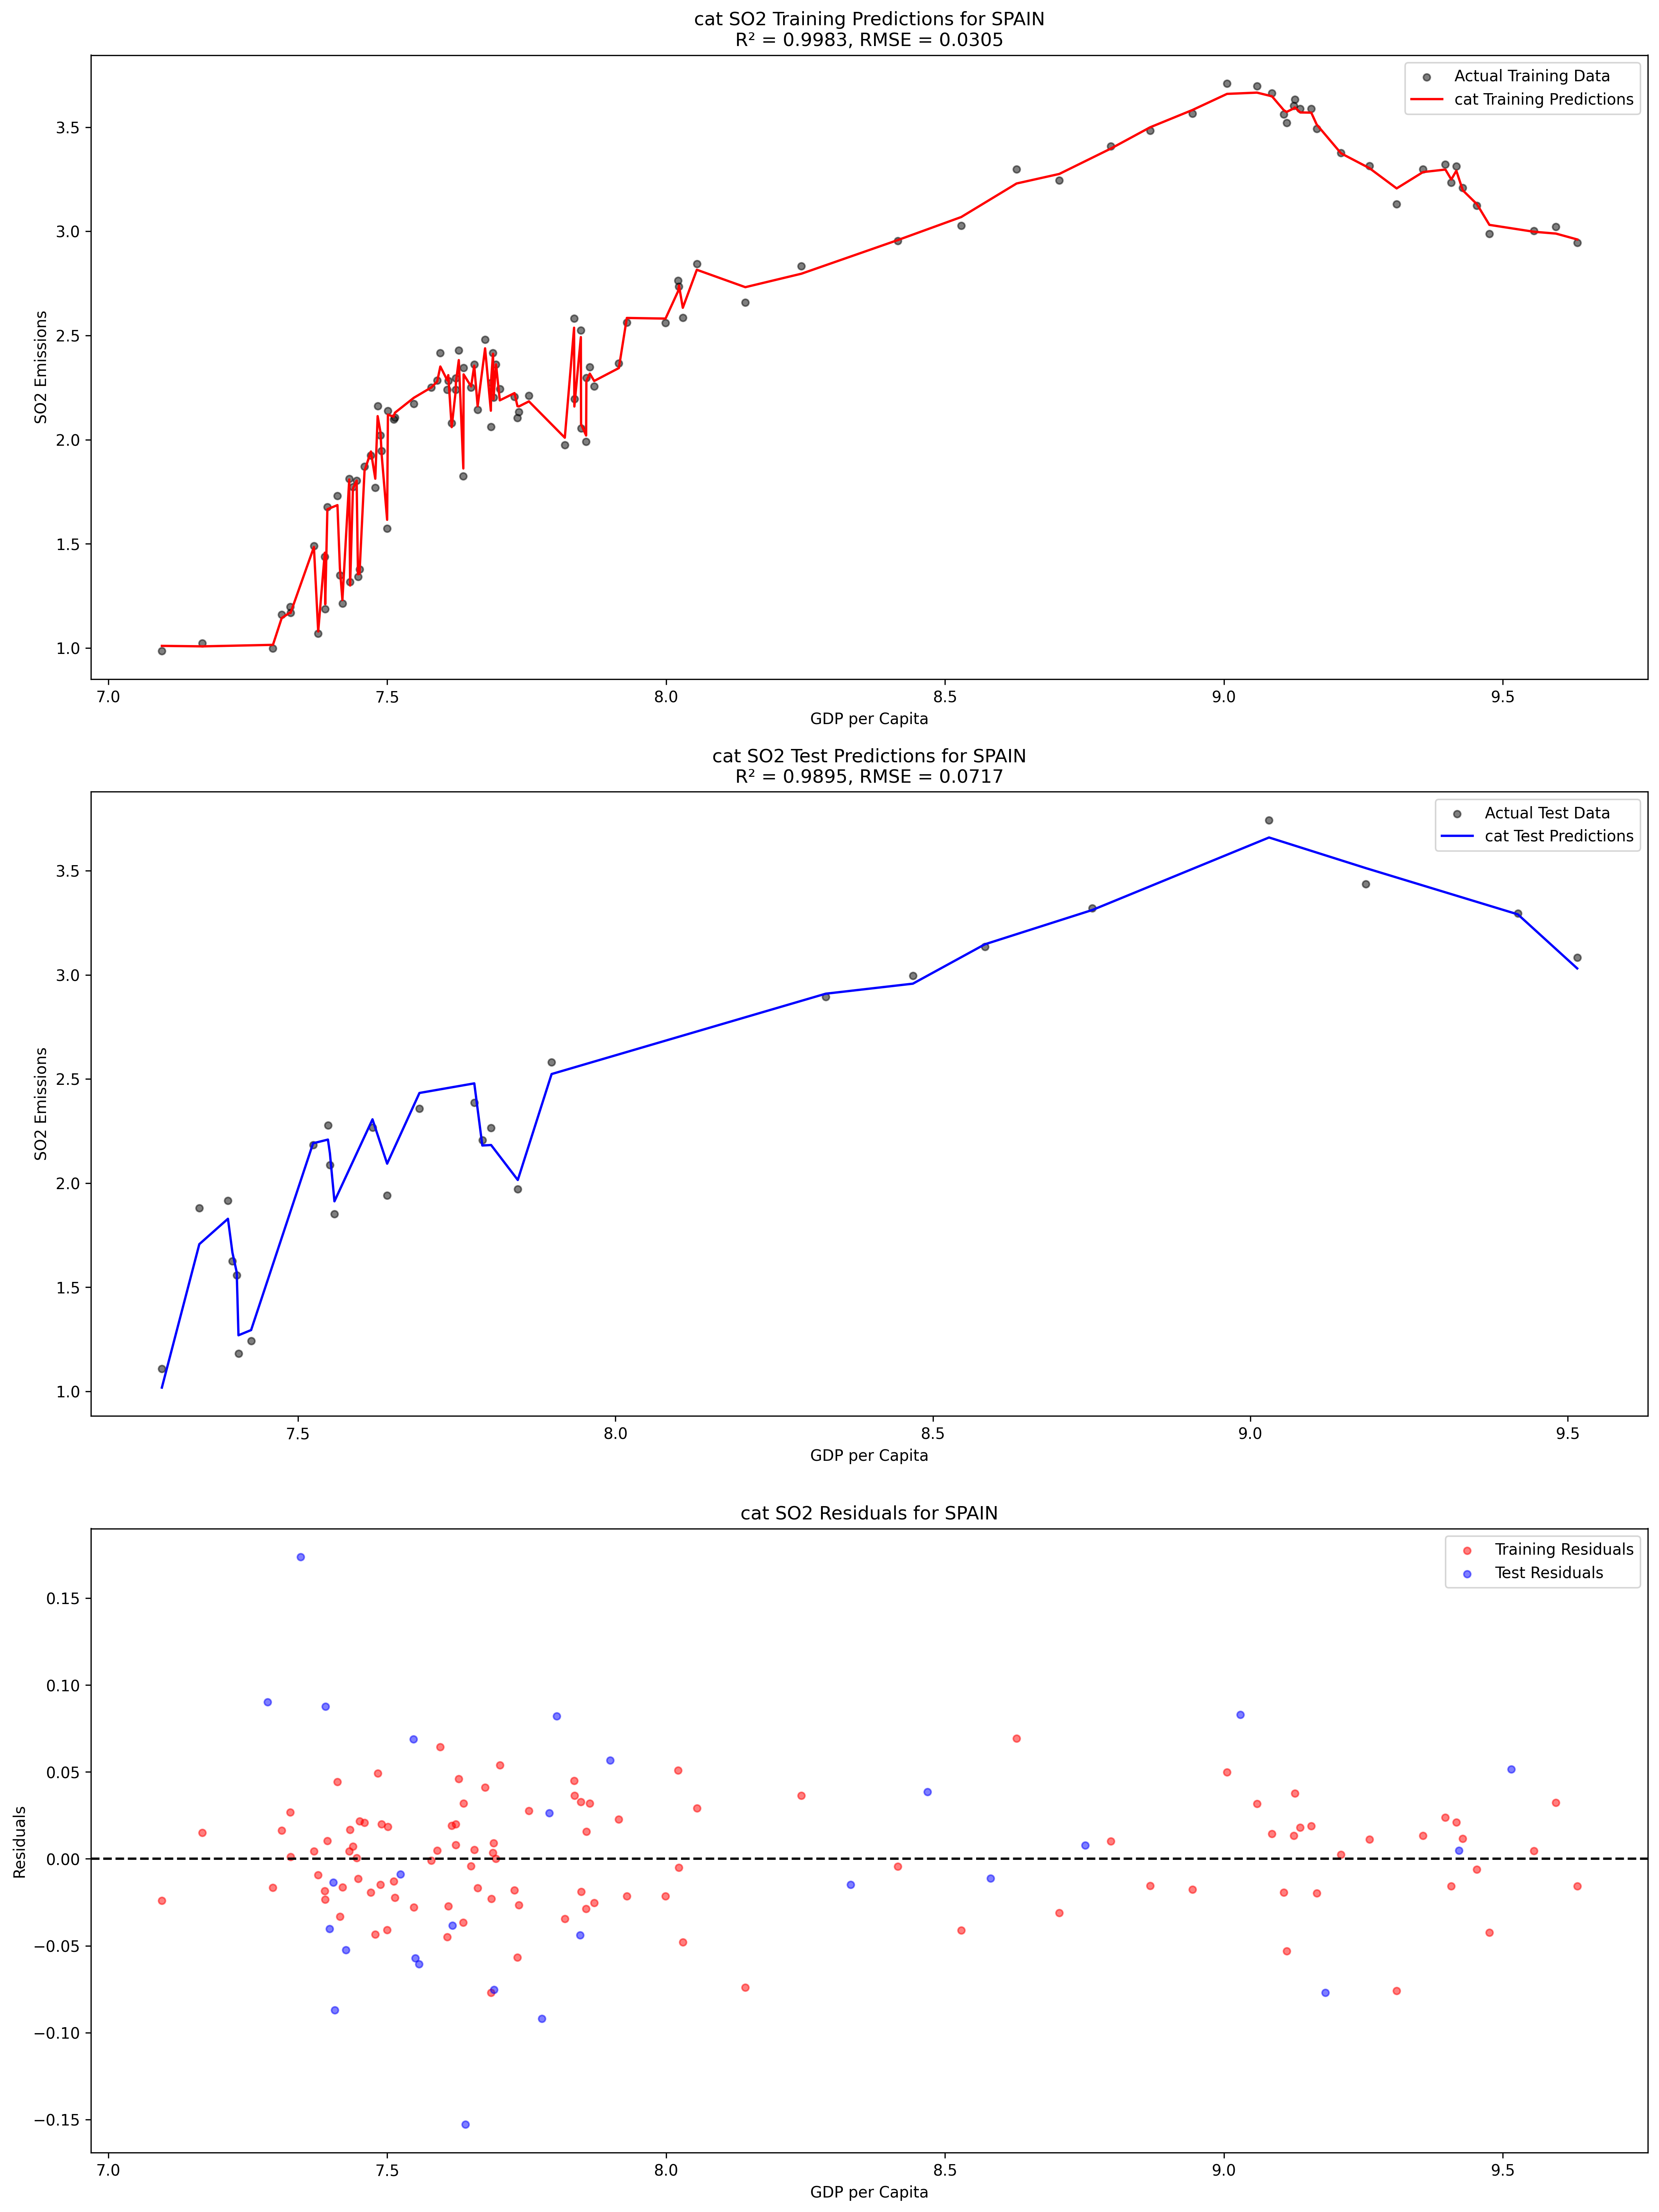 cat SO2 Training Predictions for SPAIN
R² = 0.9983, RMSE = 0.0305
Actual Training Data
cat Training Predictions
SO2 Emissions
3.5
3.0
2.5
2.0
1.5
1.0
7.0 7.5 8.0 8.5 9.0 9.5
GDP per Capita
cat SO2 Test Predictions for SPAIN
R² = 0.9895, RMSE = 0.0717
Actual Test Data
cat Test Predictions
SO2 Emissions
3.5
3.0
2.5
2.0
1.5
1.0
7.5 8.0 8.5 9.0 9.5
GDP per Capita
cat SO2 Residuals for SPAIN
Training Residuals
Test Residuals
Residuals
0.15
0.10
0.05
0.00
−0.05
−0.10
−0.15
7.0 7.5 8.0 8.5 9.0 9.5
GDP per Capita